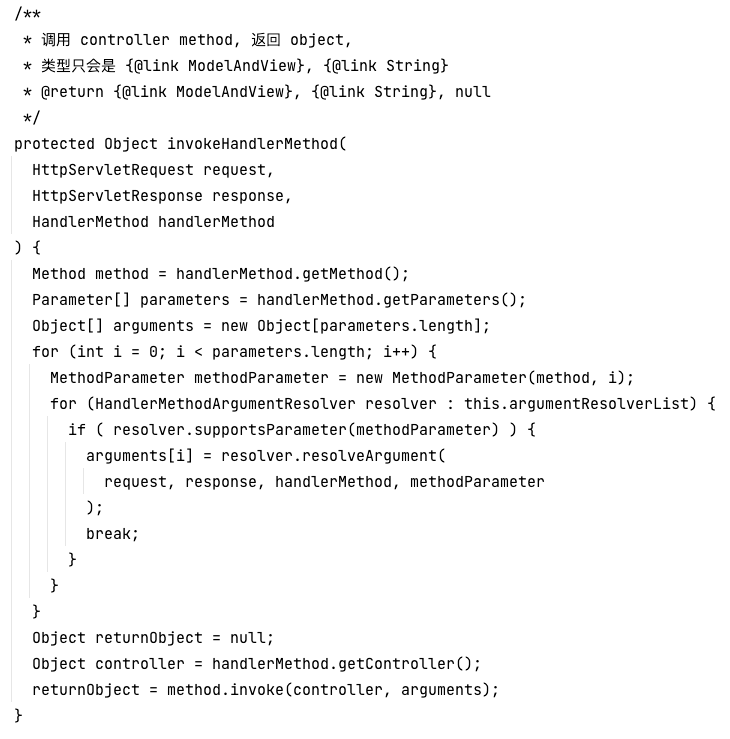 /**
 * 调用 controller method, 返回 object,
 * 类型只会是 {@link ModelAndView}, {@link String}
 * @return {@link ModelAndView}, {@link String}, null
 */
protected Object invokeHandlerMethod(
  HttpServletRequest request,
  HttpServletResponse response,
  HandlerMethod handlerMethod
) {
  Method method = handlerMethod.getMethod();
  Parameter[] parameters = handlerMethod.getParameters();
  Object[] arguments = new Object[parameters.length];
  for (int i = 0; i < parameters.length; i++) {
    MethodParameter methodParameter = new MethodParameter(method, i);
    for (HandlerMethodArgumentResolver resolver : this.argumentResolverList) {
      if ( resolver.supportsParameter(methodParameter) ) {
        arguments[i] = resolver.resolveArgument(
          request, response, handlerMethod, methodParameter
        );
        break;
      }
    }
  }
  Object returnObject = null;
  Object controller = handlerMethod.getController();
  returnObject = method.invoke(controller, arguments);
}